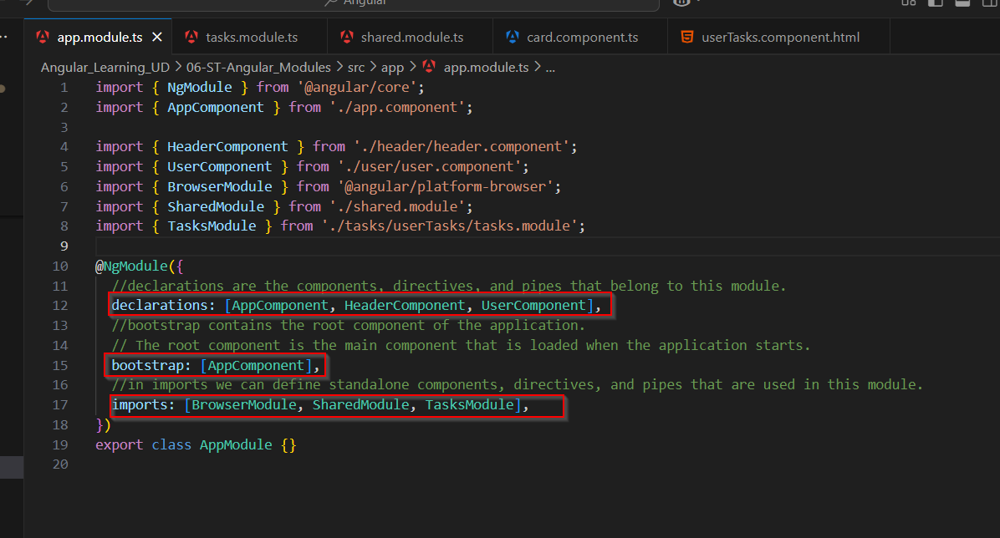 Angular
app.module.ts tasks.module.ts shared.module.ts card.component.ts userTasks.component.html
Angular_Learning_UD > 06-ST-Angular_Modules > src > app > app.module.ts > ...
1 import { NgModule } from '@angular/core';
2 import { AppComponent } from './app.component';
3
4 import { HeaderComponent } from './header/header.component';
5 import { UserComponent } from './user/user.component';
6 import { BrowserModule } from '@angular/platform-browser';
7 import { SharedModule } from './shared.module';
8 import { TasksModule } from './tasks/userTasks/tasks.module';
9
10 @NgModule({
11 //declarations are the components, directives, and pipes that belong to this module.
12 declarations: [AppComponent, HeaderComponent, UserComponent],
13 //bootstrap contains the root component of the application.
14 // The root component is the main component that is loaded when the application starts.
15 bootstrap: [AppComponent],
16 //in imports we can define standalone components, directives, and pipes that are used in this module.
17 imports: [BrowserModule, SharedModule, TasksModule],
18 })
19 export class AppModule {}
20